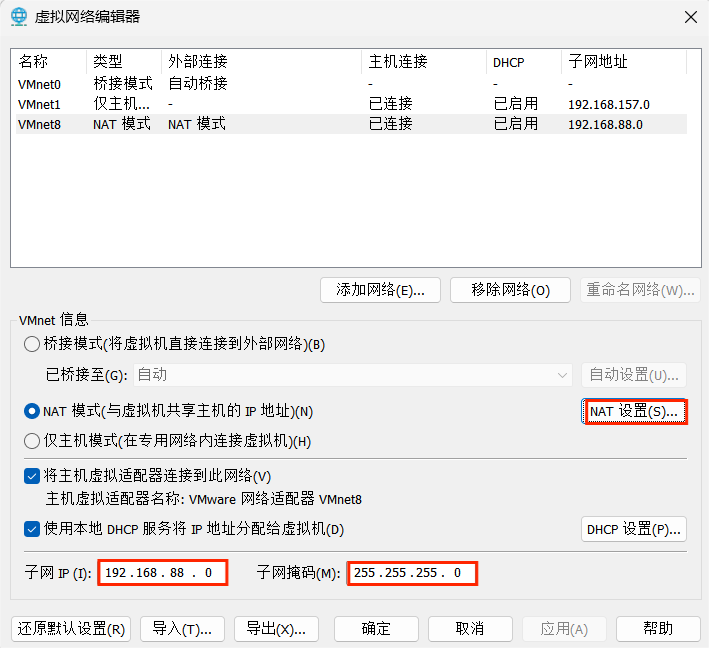 虚拟网络编辑器
名称 类型 外部连接 主机连接 DHCP 子网地址
VMnet0 桥接模式 自动桥接 - - -
VMnet1 仅主机... - 已连接 已启用 192.168.157.0
VMnet8 NAT 模式 NAT 模式 已连接 已启用 192.168.88.0
添加网络(E)... 移除网络(O) 重命名网络(W)...
VMnet 信息
桥接模式(将虚拟机直接连接到外部网络)(B)
已桥接至(G): 自动 自动设置(U)...
NAT 模式(与虚拟机共享主机的 IP 地址)(N) NAT 设置(S)...
仅主机模式(在专用网络内连接虚拟机)(H)
将主机虚拟适配器连接到此网络(V)
主机虚拟适配器名称: VMware 网络适配器 VMnet8
使用本地 DHCP 服务将 IP 地址分配给虚拟机(D) DHCP 设置(P)...
子网 IP (I): 192.168. 88 . 0 子网掩码(M): 255.255.255. 0
还原默认设置(R) 导入(T)... 导出(X)... 确定 取消 应用(A) 帮助